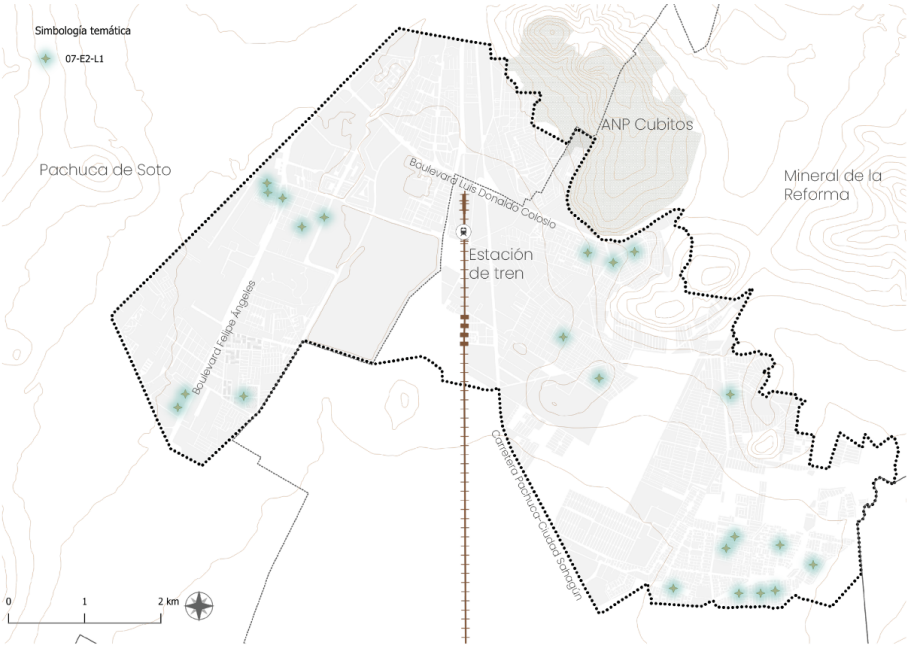 Simbología temática
07-E2-L1
ANP Cubitos
Pachuca de Soto
Boulevard Luis Donaldo Colosio
Mineral de la
Reforma
Estación
de tren
Boulevard Felipe Ángeles
Carretera Pachuca-Ciudad Sahagún
0 1 2 km